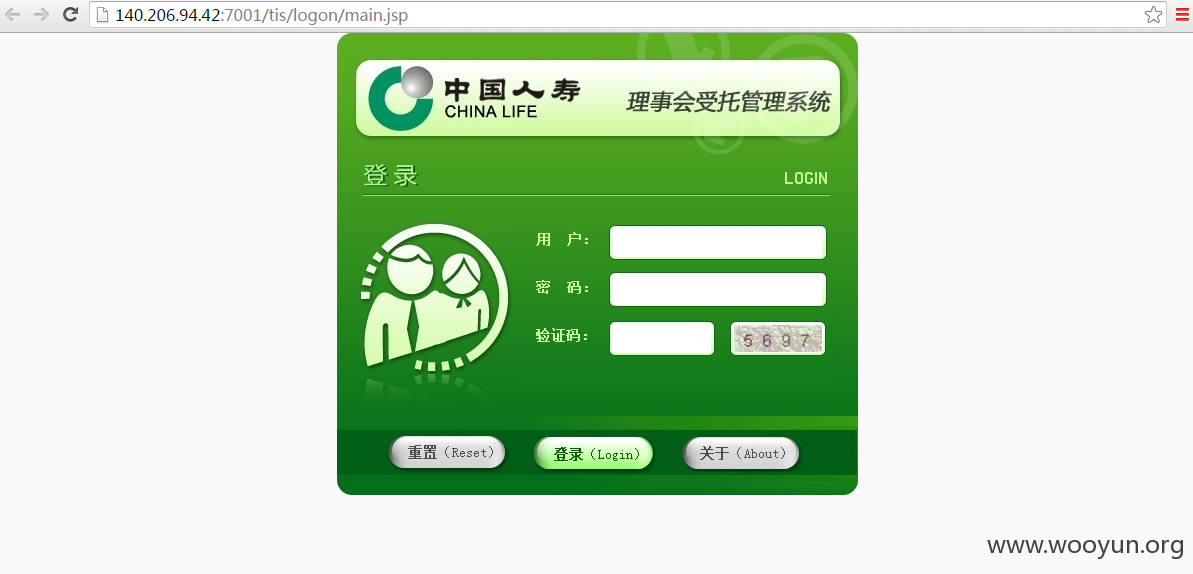 140.206.94.42:7001/tis/logon/main.jsp
中国人寿
CHINA LIFE
理事会受托管理系统
登录
LOGIN
用 户：
密 码：
验证码：
5 6 9 7
重置（Reset）
登录（Login）
关于（About）
www.wooyun.org